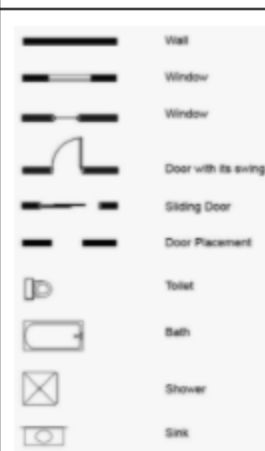 Wall
Window
Window
Door with its swing
Sliding Door
Door Placement
Toilet
Bath
Shower
Sink